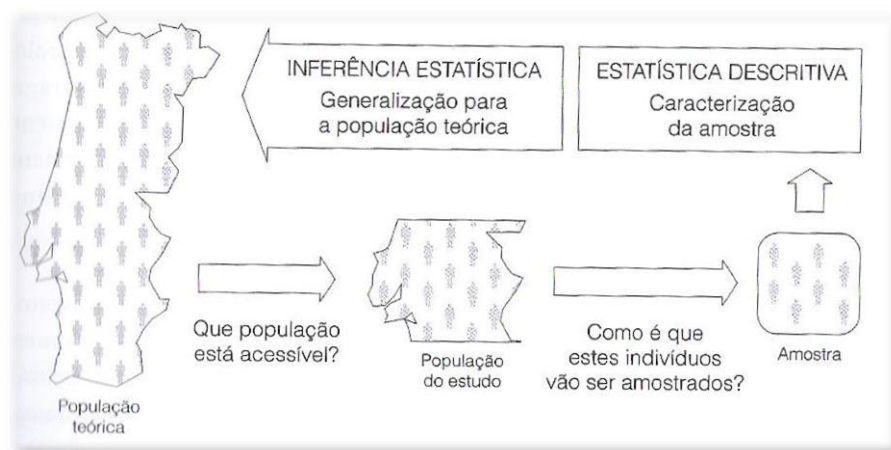 INFERÊNCIA ESTATÍSTICA
Generalização para
a população teórica
ESTATÍSTICA DESCRITIVA
Caracterização
da amostra
Que população
está acessível?
População
do estudo
Como é que
estes indivíduos
vão ser amostrados?
Amostra
População
teórica